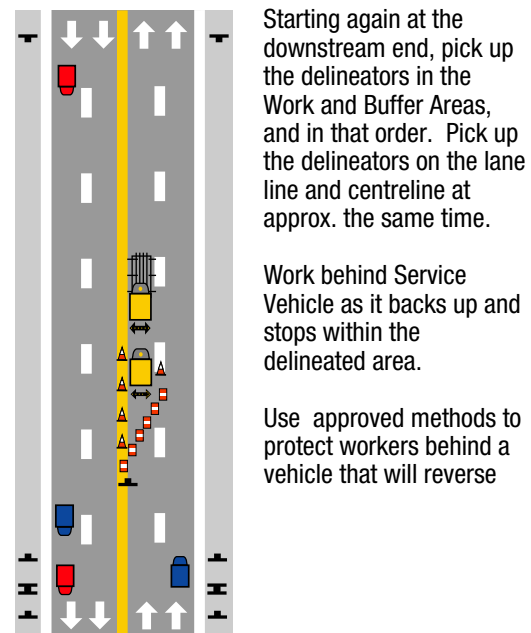 Starting again at the
downstream end, pick up
the delineators in the
Work and Buffer Areas,
and in that order. Pick up
the delineators on the lane
line and centreline at
approx. the same time.
Work behind Service
Vehicle as it backs up and
stops within the
delineated area.
Use approved methods to
protect workers behind a
vehicle that will reverse